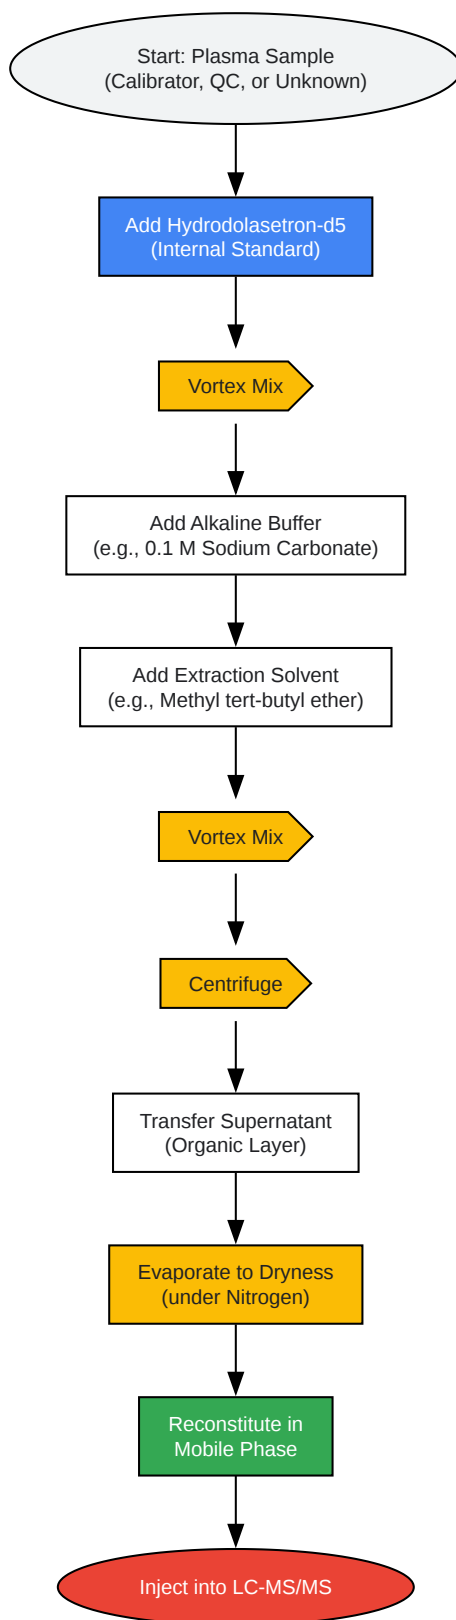 Start: Plasma Sample
(Calibrator, QC, or Unknown)
Add Hydrodolasetron-d5
(Internal Standard)
Vortex Mix
Add Alkaline Buffer
(e.g., 0.1 M Sodium Carbonate)
Add Extraction Solvent
(e.g., Methyl tert-butyl ether)
Vortex Mix
Centrifuge
Transfer Supernatant
(Organic Layer)
Evaporate to Dryness
(under Nitrogen)
Reconstitute in
Mobile Phase
Inject into LC-MS/MS